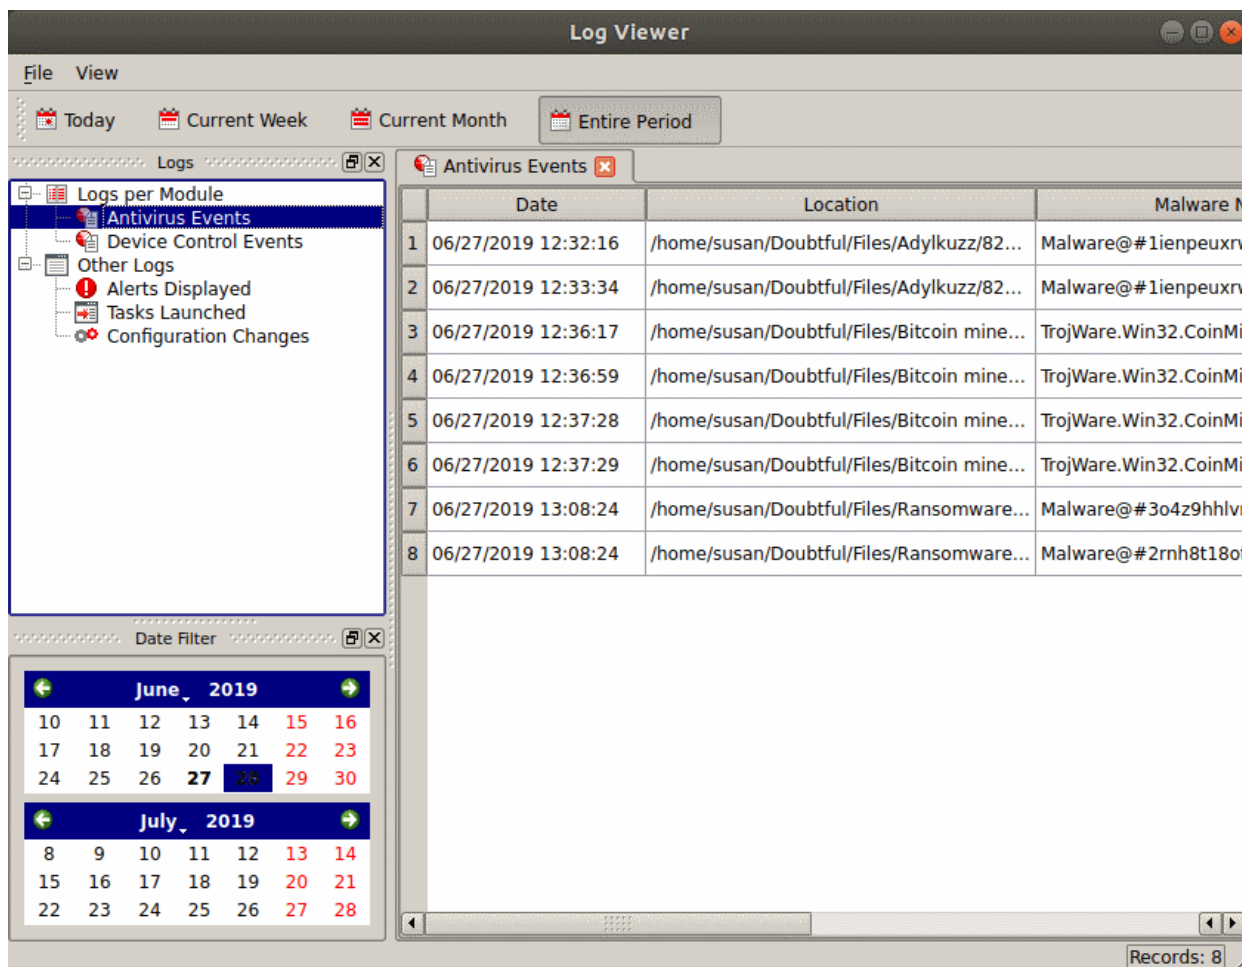 Log Viewer
File View
Today Current Week Current Month Entire Period
Logs
Logs per Module
Antivirus Events
Device Control Events
Other Logs
Alerts Displayed
Tasks Launched
Configuration Changes
Antivirus Events
Date Location Malware N
1 06/27/2019 12:32:16 /home/susan/Doubtful/Files/Adylkuzz/82... Malware@#1ienpeuxrv
2 06/27/2019 12:33:34 /home/susan/Doubtful/Files/Adylkuzz/82... Malware@#1ienpeuxrv
3 06/27/2019 12:36:17 /home/susan/Doubtful/Files/Bitcoin mine... TrojWare.Win32.CoinMi
4 06/27/2019 12:36:59 /home/susan/Doubtful/Files/Bitcoin mine... TrojWare.Win32.CoinMi
5 06/27/2019 12:37:28 /home/susan/Doubtful/Files/Bitcoin mine... TrojWare.Win32.CoinMi
6 06/27/2019 12:37:29 /home/susan/Doubtful/Files/Bitcoin mine... TrojWare.Win32.CoinMi
7 06/27/2019 13:08:24 /home/susan/Doubtful/Files/Ransomware... Malware@#3o4z9hhlv
8 06/27/2019 13:08:24 /home/susan/Doubtful/Files/Ransomware... Malware@#2rnh8t18o
Date Filter
June 2019
10 11 12 13 14 15 16
17 18 19 20 21 22 23
24 25 26 27 28 29 30
July 2019
8 9 10 11 12 13 14
15 16 17 18 19 20 21
22 23 24 25 26 27 28
Records: 8